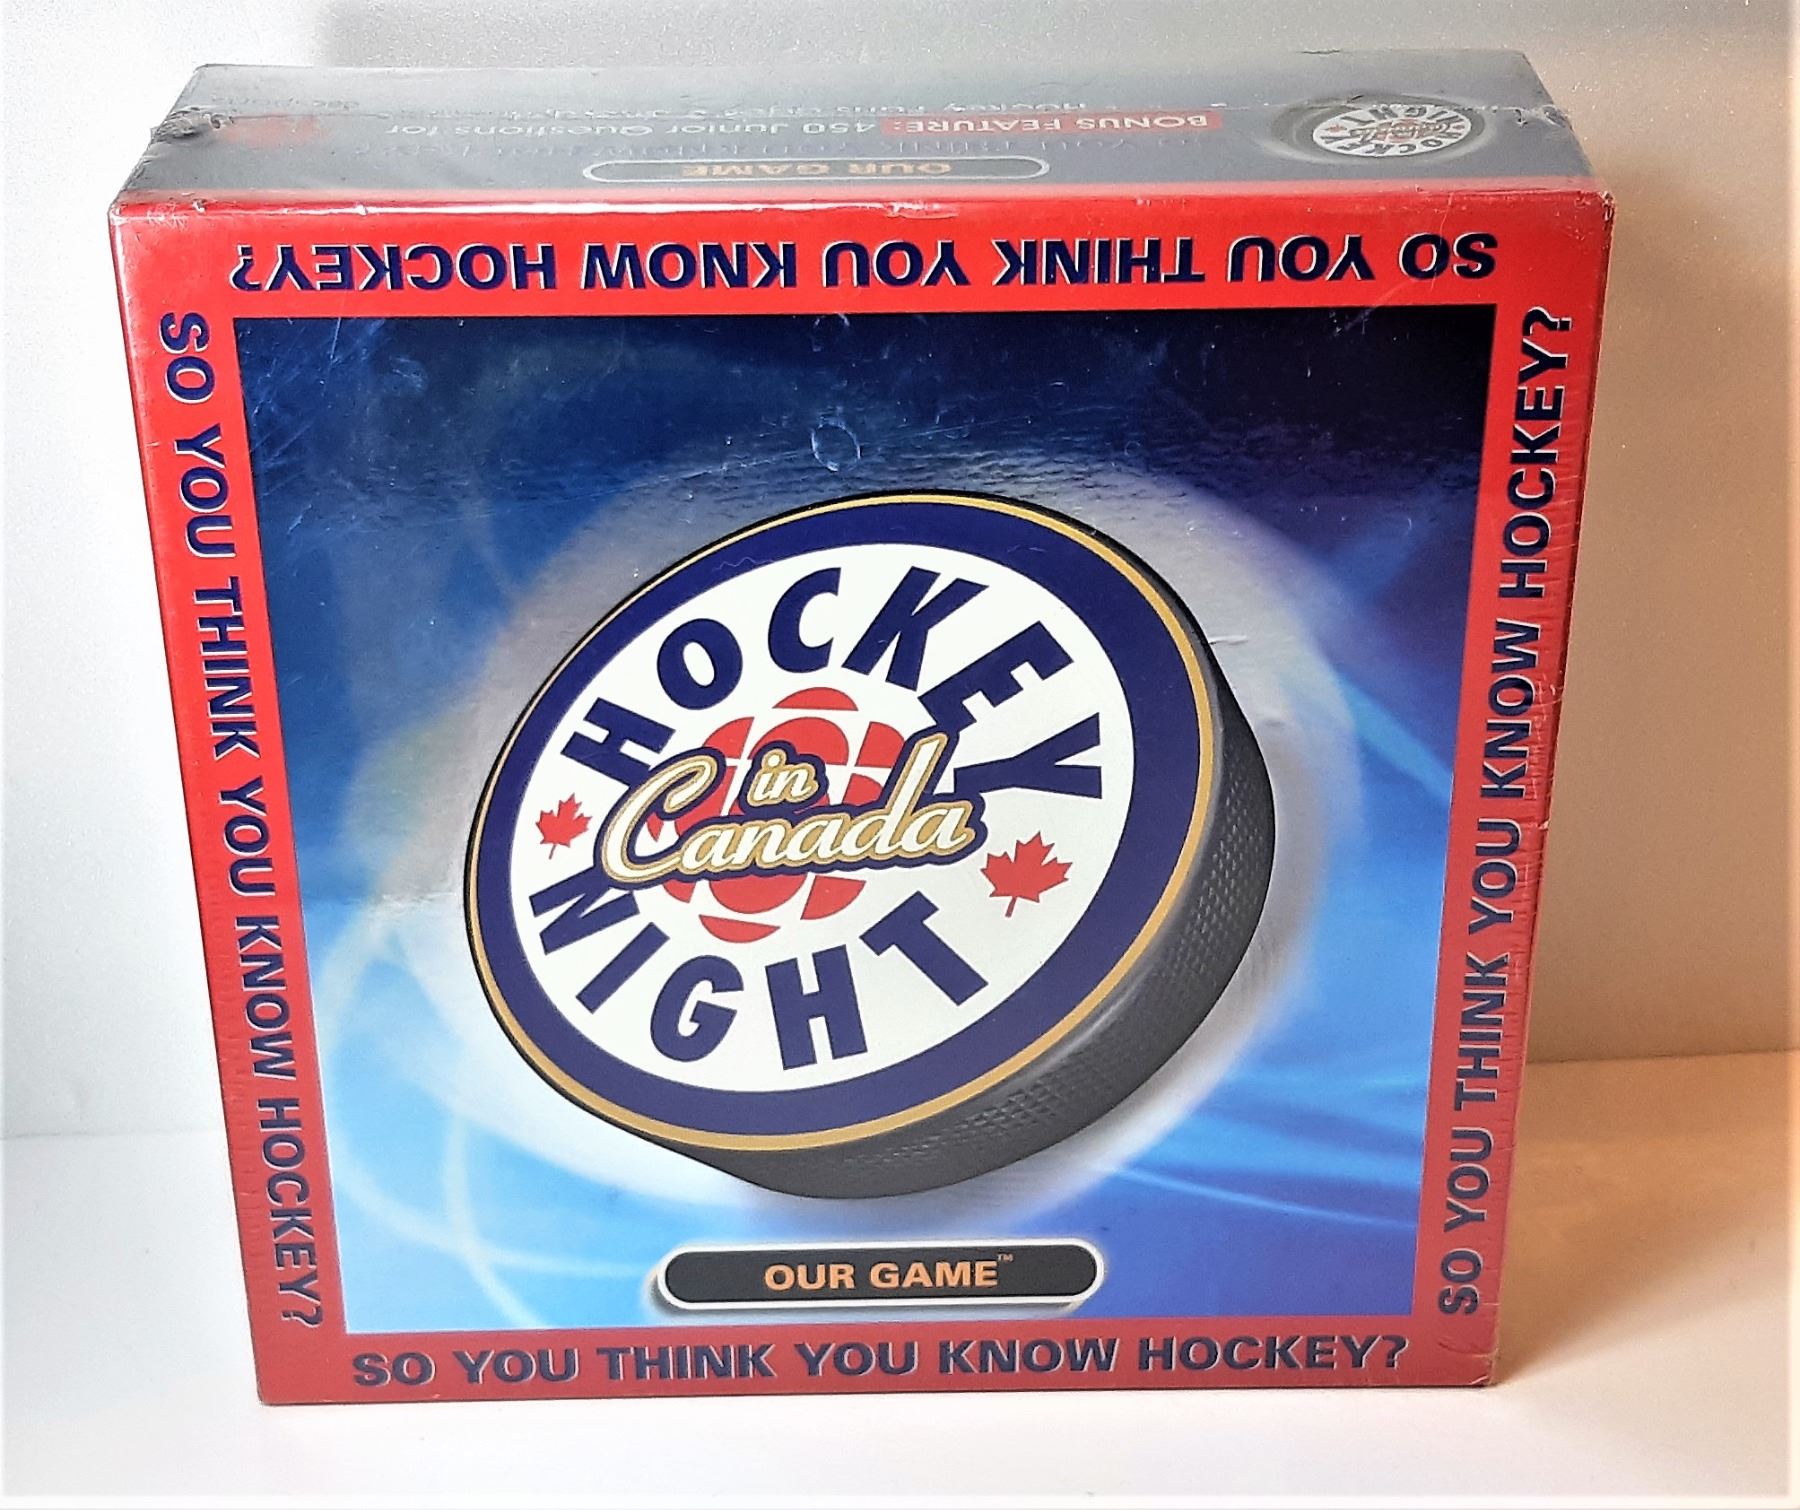 BONUS FEATURE: 450 Junior Questions for
OUR GAME
HOCKEY
NIGHT
SO YOU THINK YOU KNOW HOCKEY?
SO YOU THINK YOU KNOW HOCKEY?
SO YOU THINK YOU KNOW HOCKEY?
HOCKEY
in
Canada
NIGHT
OUR GAME™
SO YOU THINK YOU KNOW HOCKEY?